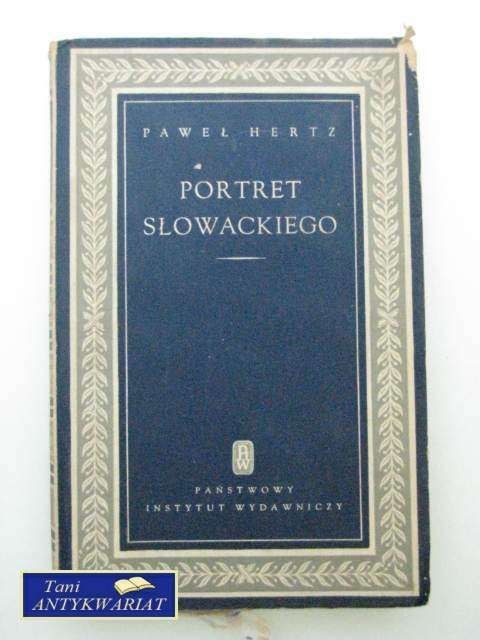 PAWEŁ HERTZ
PORTRET
SŁOWACKIEGO
PIW
PAŃSTWOWY
INSTYTUT WYDAWNICZY
Tani
ANTYKWARIAT